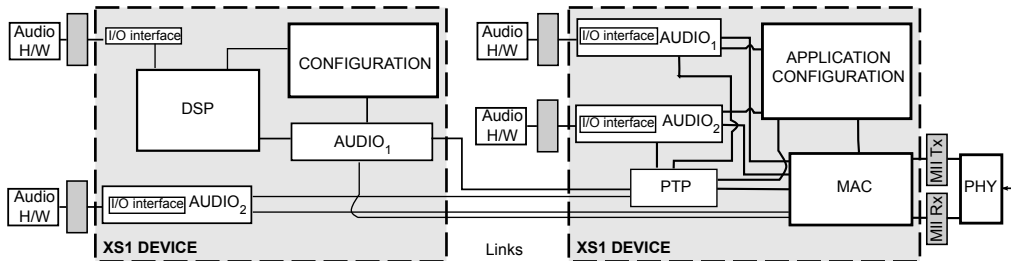 Audio
H/W
I/O interface
DSP
CONFIGURATION
AUDIO1
Audio
H/W
I/O interface AUDIO2
XS1 DEVICE
Links
Audio
H/W
I/O interface AUDIO1
Audio
H/W
I/O interface AUDIO2
APPLICATION
CONFIGURATION
PTP
MAC
MII Tx
MII Rx
PHY
XS1 DEVICE